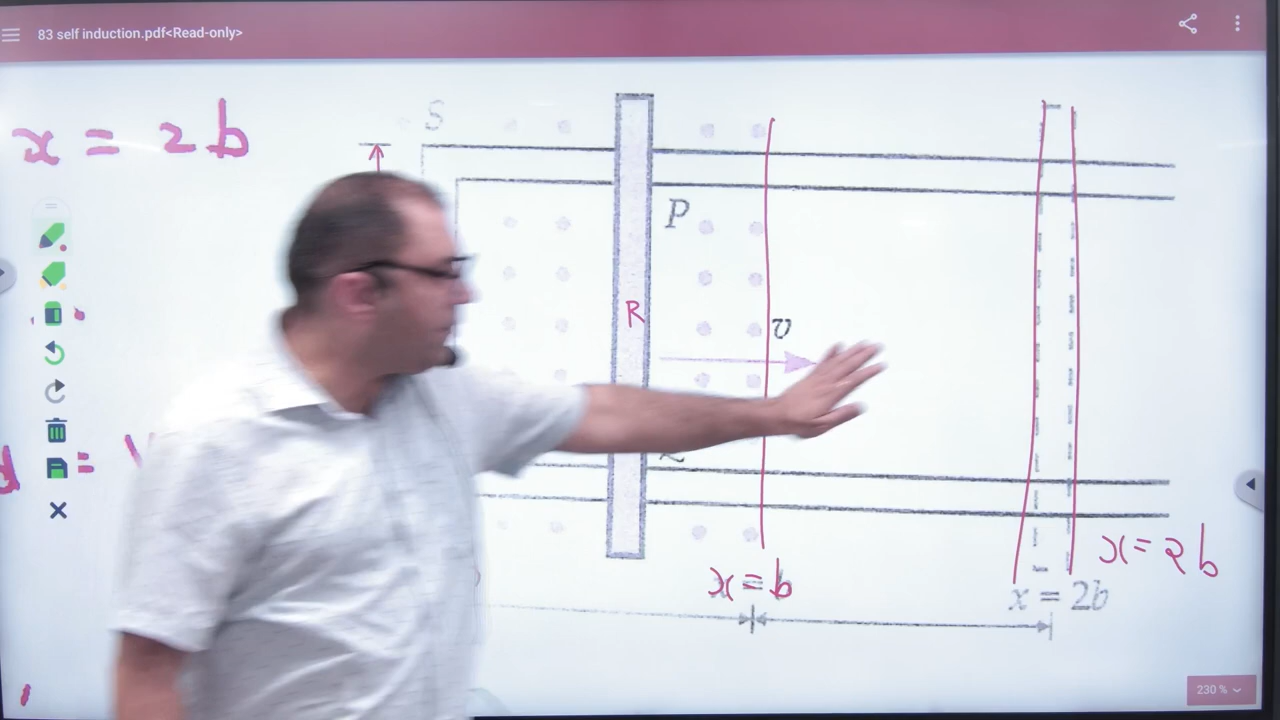 83 self induction.pdf<Read-only>
x = 2b
S
P
R
v
d =
x = b
x = 2b
x = 2b
230 %